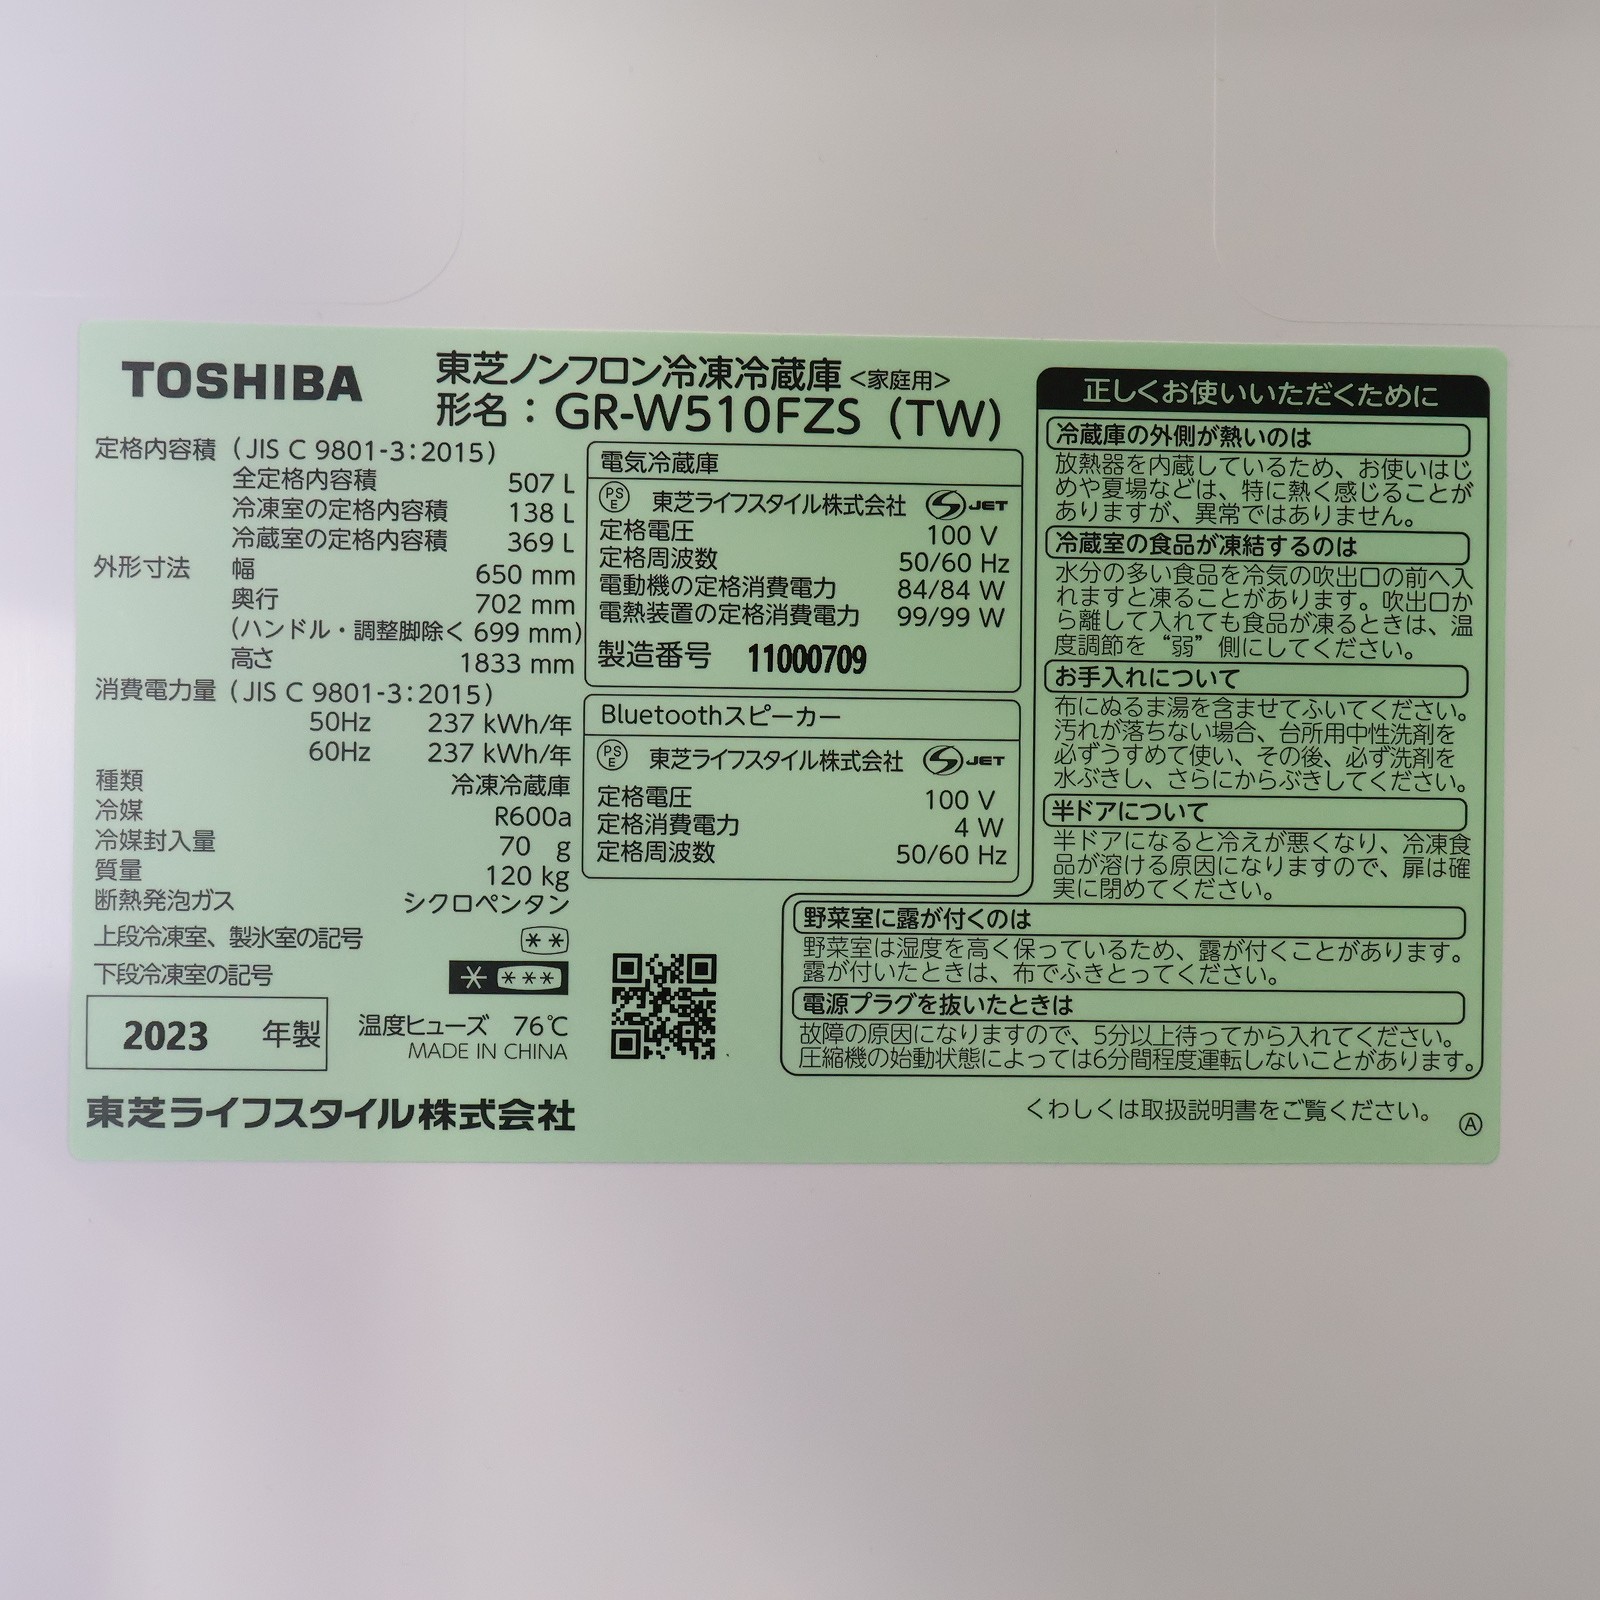 TOSHIBA
東芝ノンフロン冷凍冷蔵庫<家庭用>
形名：GR-W510FZS (TW)
定格内容積 (JIS C 9801-3:2015)
全定格内容積 507 L
冷凍室の定格内容積 138 L
冷蔵室の定格内容積 369 L
外形寸法 幅 650 mm
奥行 702 mm
(ハンドル・調整脚除く 699 mm)
高さ 1833 mm
消費電力量 (JIS C 9801-3:2015)
50Hz 237 kWh/年
60Hz 237 kWh/年
種類 冷凍冷蔵庫
冷媒 R600a
冷媒封入量 70 g
質量 120 kg
断熱発泡ガス シクロペンタン
上段冷凍室、製氷室の記号 **
下段冷凍室の記号 * ***
2023 年製
温度ヒューズ 76℃
MADE IN CHINA
東芝ライフスタイル株式会社
電気冷蔵庫
PSE 東芝ライフスタイル株式会社 JET
定格電圧 100 V
定格周波数 50/60 Hz
電動機の定格消費電力 84/84 W
電熱装置の定格消費電力 99/99 W
製造番号 11000709
Bluetoothスピーカー
PSE 東芝ライフスタイル株式会社 JET
定格電圧 100 V
定格消費電力 4 W
定格周波数 50/60 Hz
正しくお使いいただくために
冷蔵庫の外側が熱いのは
放熱器を内蔵しているため、お使いはじ
めや夏場などは、特に熱く感じることが
ありますが、異常ではありません。
冷蔵室の食品が凍結するのは
水分の多い食品を冷気の吹出口の前へ入
れますと凍ることがあります。吹出口か
ら離して入れても食品が凍るときは、温
度調節を“弱”側にしてください。
お手入れについて
布にぬるま湯を含ませてふいてください。
汚れが落ちない場合、台所用中性洗剤を
必ずうすめて使い、その後、必ず洗剤を
水ぶきし、さらにからぶきしてください。
半ドアについて
半ドアになると冷えが悪くなり、冷凍食
品が溶ける原因になりますので、扉は確
実に閉めてください。
野菜室に露が付くのは
野菜室は湿度を高く保っているため、露が付くことがあります。
露が付いたときは、布でふきとってください。
電源プラグを抜いたときは
故障の原因になりますので、5分以上待ってから入れてください。
圧縮機の始動状態によっては6分間程度運転しないことがあります。
くわしくは取扱説明書をご覧ください。
Ⓐ